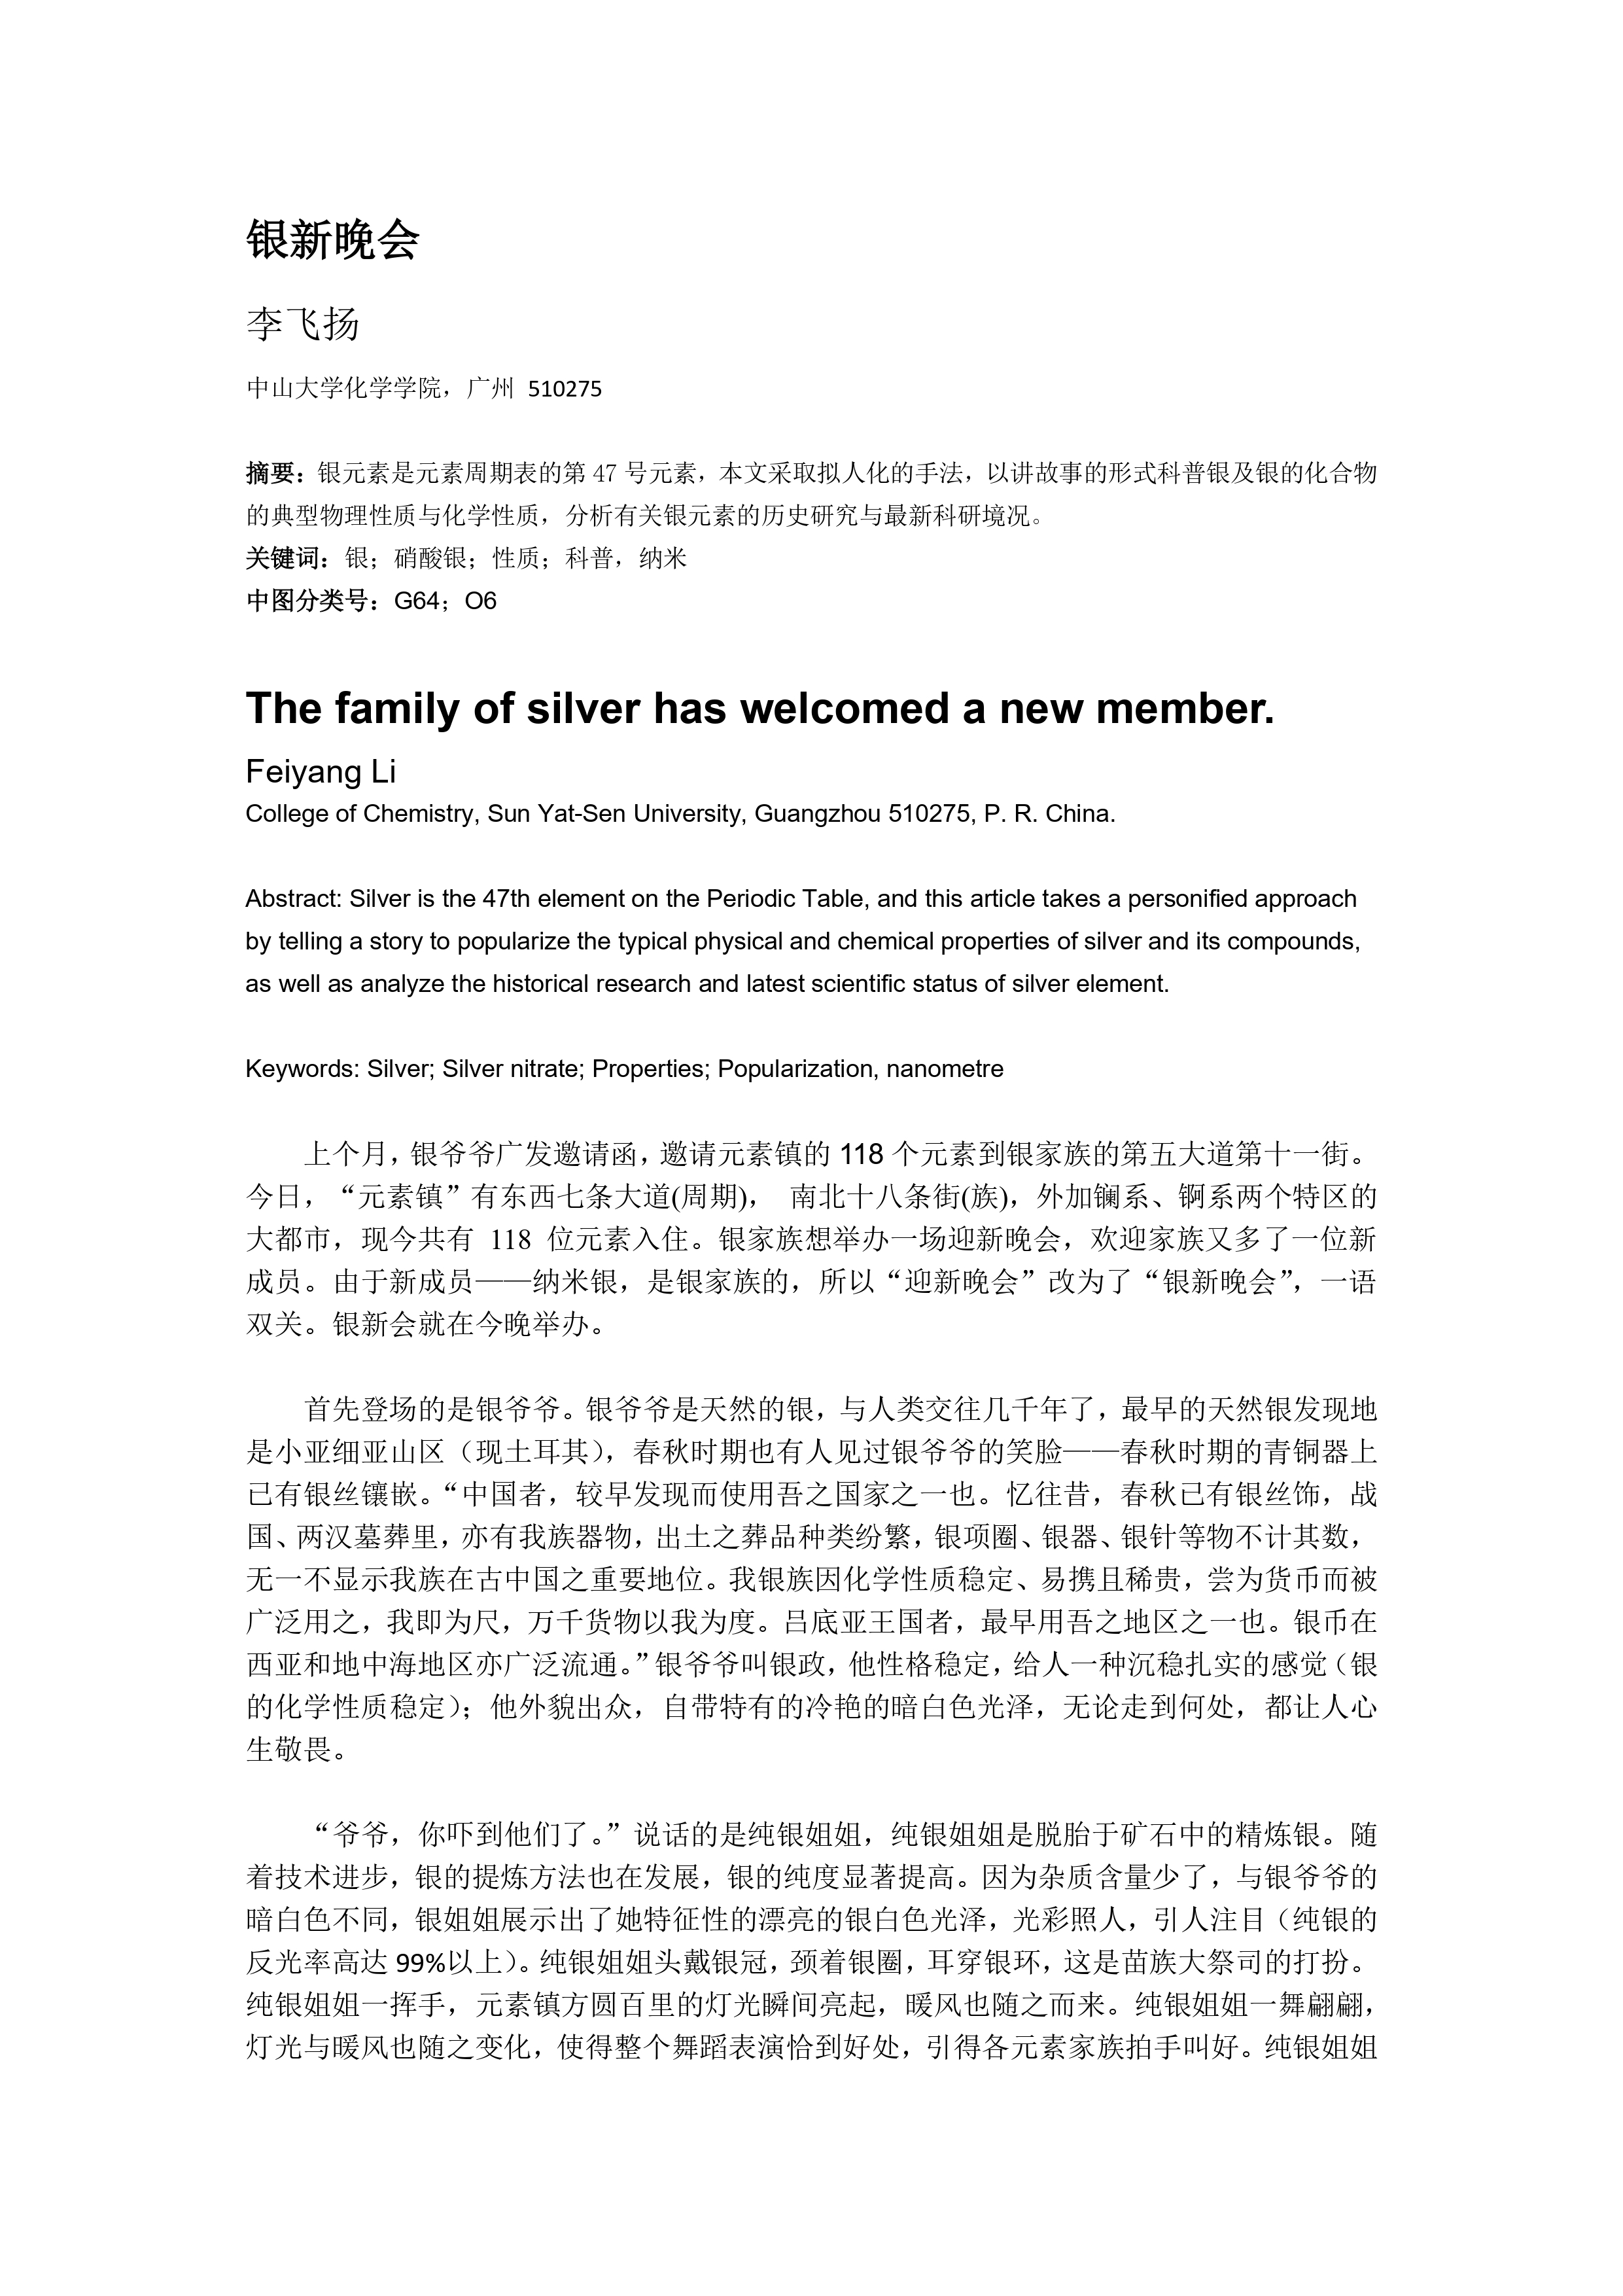 银新晚会
李飞扬
中山大学化学学院，广州 510275
摘要：银元素是元素周期表的第 47 号元素，本文采取拟人化的手法，以讲故事的形式科普银及银的化合物
的典型物理性质与化学性质，分析有关银元素的历史研究与最新科研境况。
关键词：银；硝酸银；性质；科普，纳米
中图分类号：G64；O6
The family of silver has welcomed a new member.
Feiyang Li
College of Chemistry, Sun Yat-Sen University, Guangzhou 510275, P. R. China.
Abstract: Silver is the 47th element on the Periodic Table, and this article takes a personified approach
by telling a story to popularize the typical physical and chemical properties of silver and its compounds,
as well as analyze the historical research and latest scientific status of silver element.
Keywords: Silver; Silver nitrate; Properties; Popularization, nanometre
上个月，银爷爷广发邀请函，邀请元素镇的 118 个元素到银家族的第五大道第十一街。
今日，“元素镇”有东西七条大道(周期)， 南北十八条街(族)，外加镧系、锕系两个特区的
大都市，现今共有 118 位元素入住。银家族想举办一场迎新晚会，欢迎家族又多了一位新
成员。由于新成员——纳米银，是银家族的，所以“迎新晚会”改为了“银新晚会”，一语
双关。银新会就在今晚举办。
首先登场的是银爷爷。银爷爷是天然的银，与人类交往几千年了，最早的天然银发现地
是小亚细亚山区（现土耳其），春秋时期也有人见过银爷爷的笑脸——春秋时期的青铜器上
已有银丝镶嵌。“中国者，较早发现而使用吾之国家之一也。忆往昔，春秋已有银丝饰，战
国、两汉墓葬里，亦有我族器物，出土之葬品种类纷繁，银项圈、银器、银针等物不计其数，
无一不显示我族在古中国之重要地位。我银族因化学性质稳定、易携且稀贵，尝为货币而被
广泛用之，我即为尺，万千货物以我为度。吕底亚王国者，最早用吾之地区之一也。银币在
西亚和地中海地区亦广泛流通。”银爷爷叫银政，他性格稳定，给人一种沉稳扎实的感觉（银
的化学性质稳定）；他外貌出众，自带特有的冷艳的暗白色光泽，无论走到何处，都让人心
生敬畏。
“爷爷，你吓到他们了。”说话的是纯银姐姐，纯银姐姐是脱胎于矿石中的精炼银。随
着技术进步，银的提炼方法也在发展，银的纯度显著提高。因为杂质含量少了，与银爷爷的
暗白色不同，银姐姐展示出了她特征性的漂亮的银白色光泽，光彩照人，引人注目（纯银的
反光率高达 99%以上）。纯银姐姐头戴银冠，颈着银圈，耳穿银环，这是苗族大祭司的打扮。
纯银姐姐一挥手，元素镇方圆百里的灯光瞬间亮起，暖风也随之而来。纯银姐姐一舞翩翩，
灯光与暖风也随之变化，使得整个舞蹈表演恰到好处，引得各元素家族拍手叫好。纯银姐姐